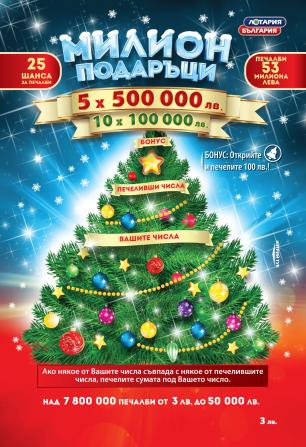 ЛОТАРИЯ
БЪЛГАРИЯ
МИЛИОН
ПОДАРЪЦИ
25
ШАНСА
ЗА ПЕЧАЛБИ
ПЕЧАЛБИ
53
МИЛИОНА
ЛЕВА
5 x 500 000 лв.
10 x 100 000 лв.
БОНУС
БОНУС: Открийте
и печелите 100 лв.!
ПЕЧЕЛИВШИ ЧИСЛА
ВАШИТЕ ЧИСЛА
Ако някое от Вашите числа съвпада с някое от печелившите
числа, печелите сумата под Вашето число.
НАД 7 800 000 ПЕЧАЛБИ ОТ 3 ЛВ. ДО 50 000 ЛВ.
3 лв.